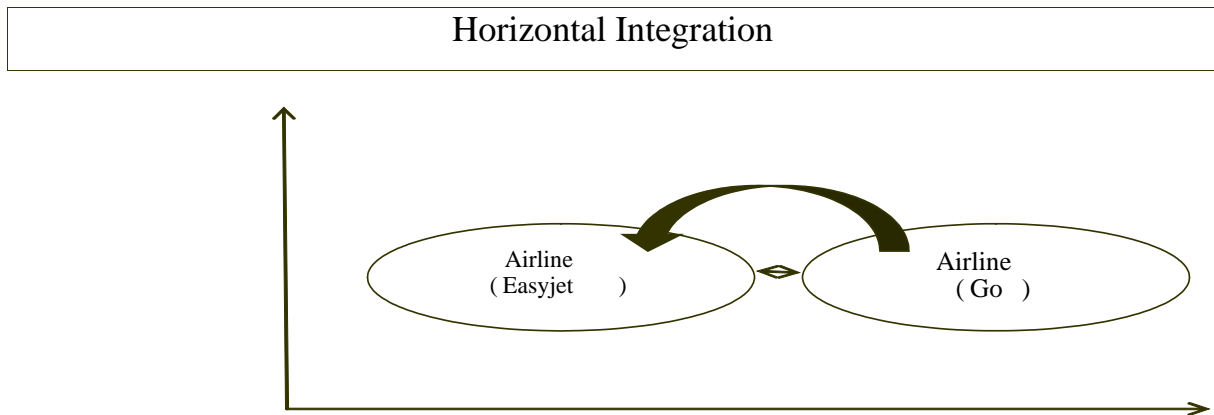 Horizontal Integration
Airline
( Easyjet )
Airline
( Go )